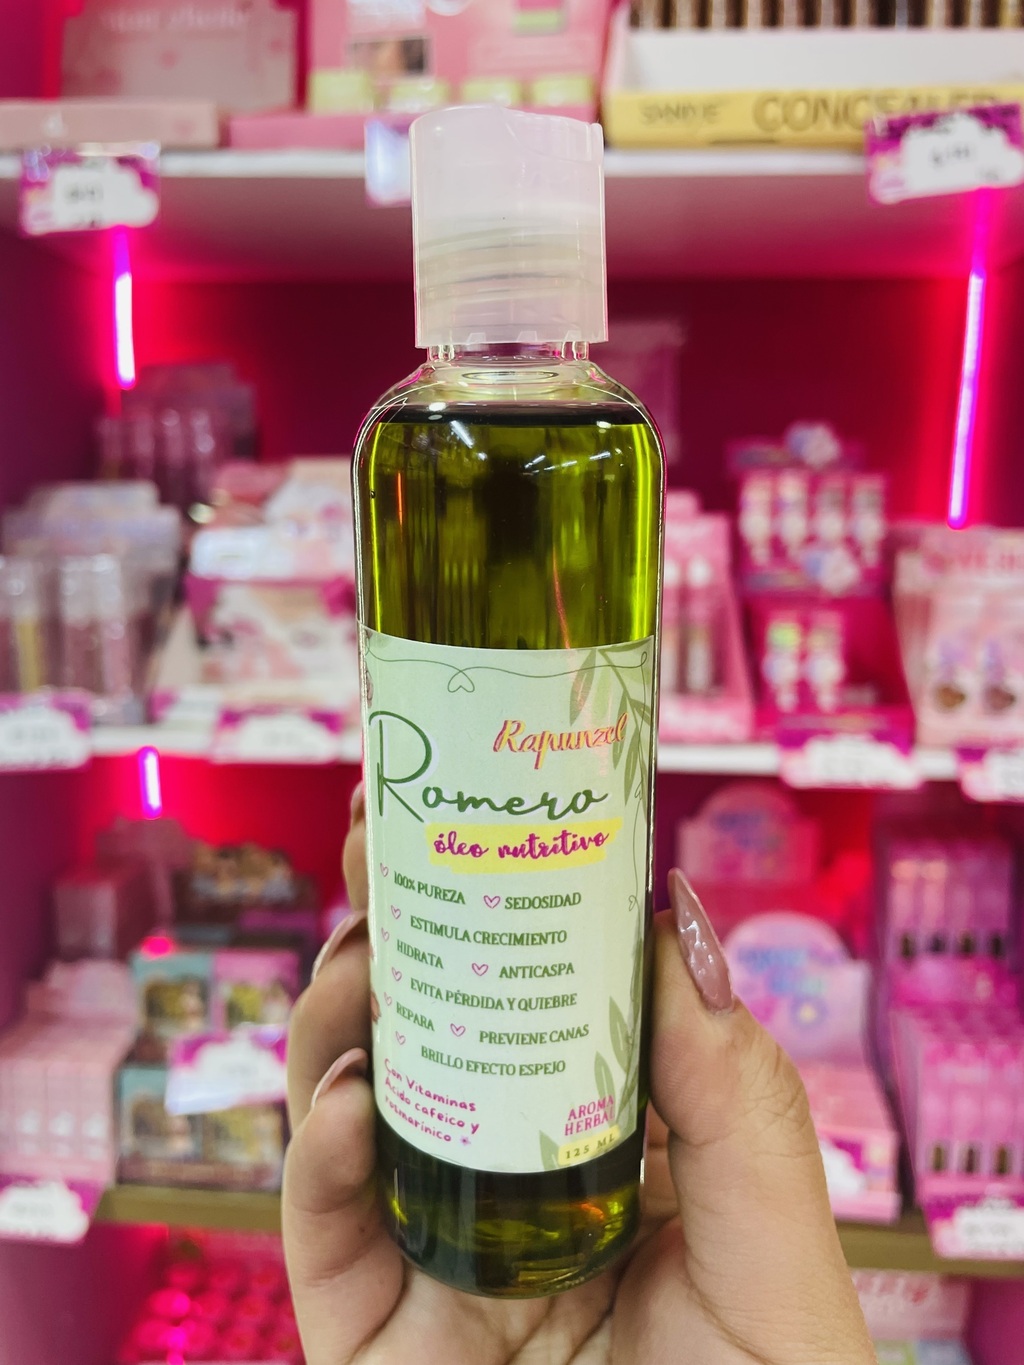 CONCEALER
Rapunzel
Romero
óleo nutritivo
100% PUREZA SEDOSIDAD
ESTIMULA CRECIMIENTO
HIDRATA ANTICASPA
EVITA PÉRDIDA Y QUIEBRE
REPARA PREVIENE CANAS
BRILLO EFECTO ESPEJO
Con Vitaminas
Ácido cafeico y
rosmarínico
AROMA
HERBAL
125 ML